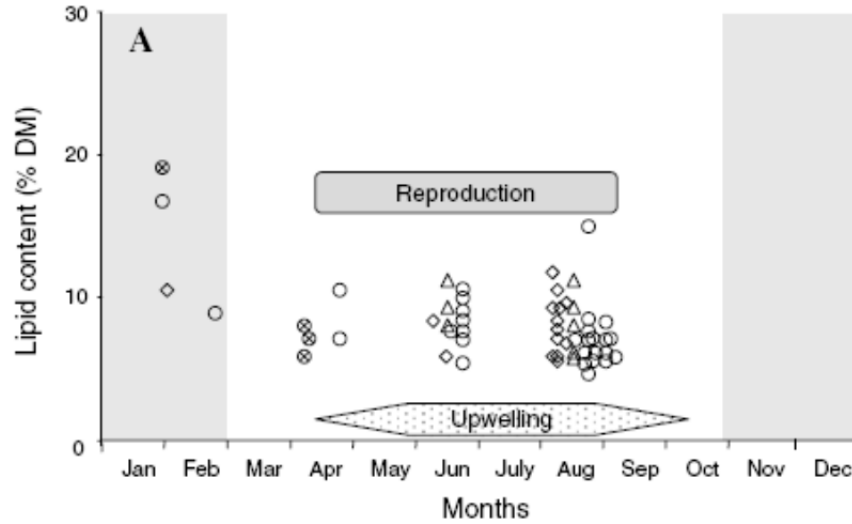 30
A
20
10
0
Lipid content (% DM)
Reproduction
Upwelling
Jan Feb Mar Apr May Jun July Aug Sep Oct Nov Dec
Months